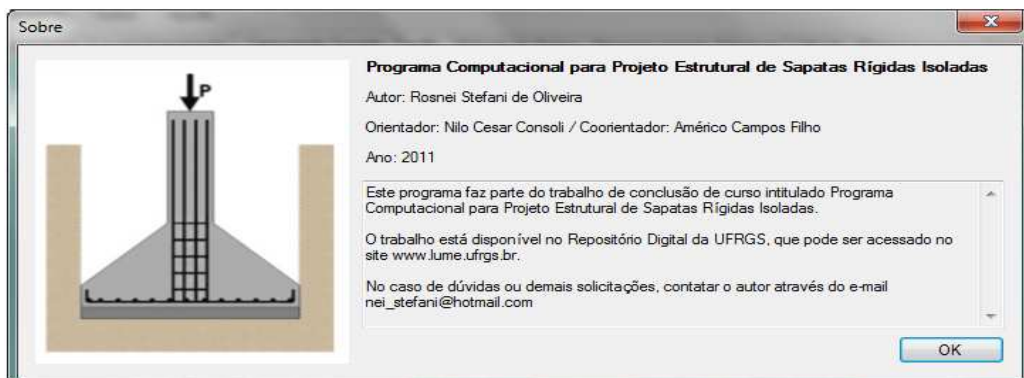 Sobre
P
Programa Computacional para Projeto Estrutural de Sapatas Rígidas Isoladas
Autor: Rosnei Stefani de Oliveira
Orientador: Nilo Cesar Consoli / Coorientador: Américo Campos Filho
Ano: 2011
Este programa faz parte do trabalho de conclusão de curso intitulado Programa
Computacional para Projeto Estrutural de Sapatas Rígidas Isoladas.
O trabalho está disponível no Repositório Digital da UFRGS, que pode ser acessado no
site www.lume.ufrgs.br.
No caso de dúvidas ou demais solicitações, contatar o autor através do e-mail
nei_stefani@hotmail.com
OK